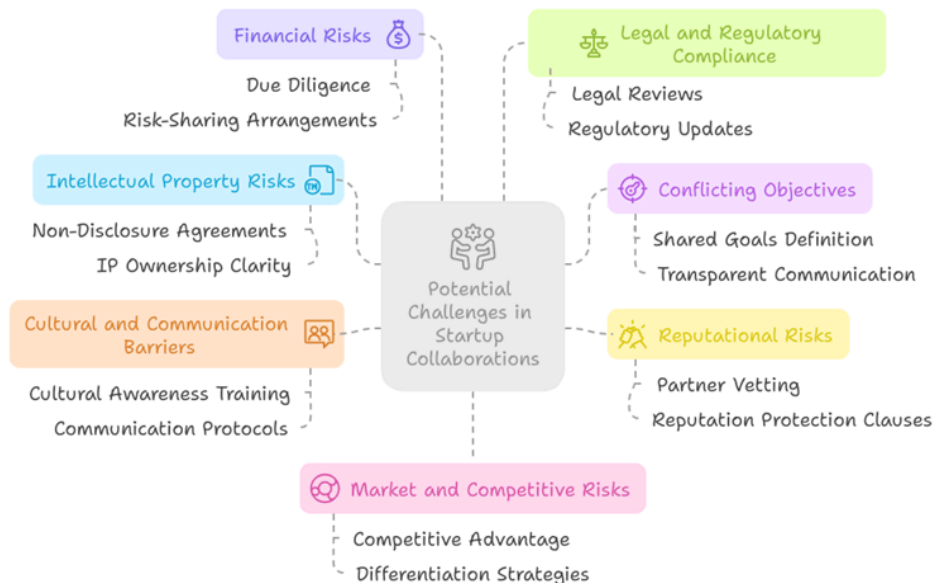 Financial Risks
$
Due Diligence
Risk-Sharing Arrangements
Legal and Regulatory
Compliance
Legal Reviews
Regulatory Updates
Intellectual Property Risks
TM
Non-Disclosure Agreements
IP Ownership Clarity
Conflicting Objectives
Shared Goals Definition
Transparent Communication
Potential
Challenges in
Startup
Collaborations
Cultural and Communication
Barriers
Cultural Awareness Training
Communication Protocols
Reputational Risks
Partner Vetting
Reputation Protection Clauses
Market and Competitive Risks
Competitive Advantage
Differentiation Strategies